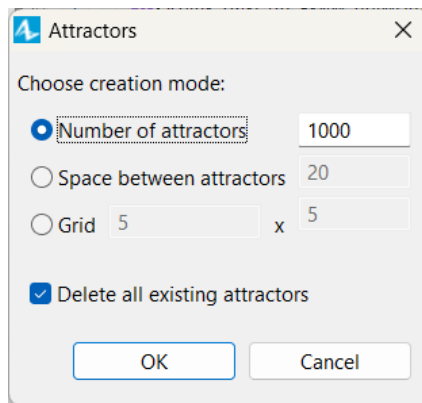 Attractors
Choose creation mode:
Number of attractors 1000
Space between attractors 20
Grid 5 x 5
Delete all existing attractors
OK Cancel